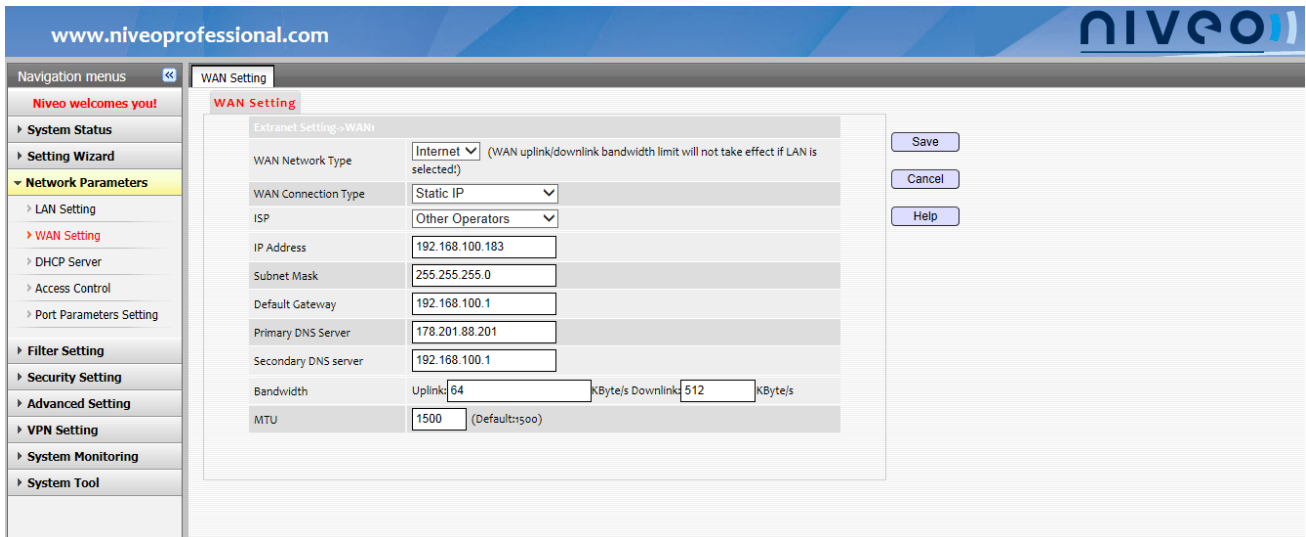 www.niveoprofessional.com
niveo
Navigation menus
WAN Setting
Niveo welcomes you!
System Status
Setting Wizard
Network Parameters
LAN Setting
WAN Setting
DHCP Server
Access Control
Port Parameters Setting
Filter Setting
Security Setting
Advanced Setting
VPN Setting
System Monitoring
System Tool
WAN Setting
Extranet Setting->WAN1
WAN Network Type Internet (WAN uplink/downlink bandwidth limit will not take effect if LAN is
selected!)
WAN Connection Type Static IP
ISP Other Operators
IP Address 192.168.100.183
Subnet Mask 255.255.255.0
Default Gateway 192.168.100.1
Primary DNS Server 178.201.88.201
Secondary DNS server 192.168.100.1
Bandwidth Uplink: 64 KByte/s Downlink: 512 KByte/s
MTU 1500 (Default:1500)
Save
Cancel
Help